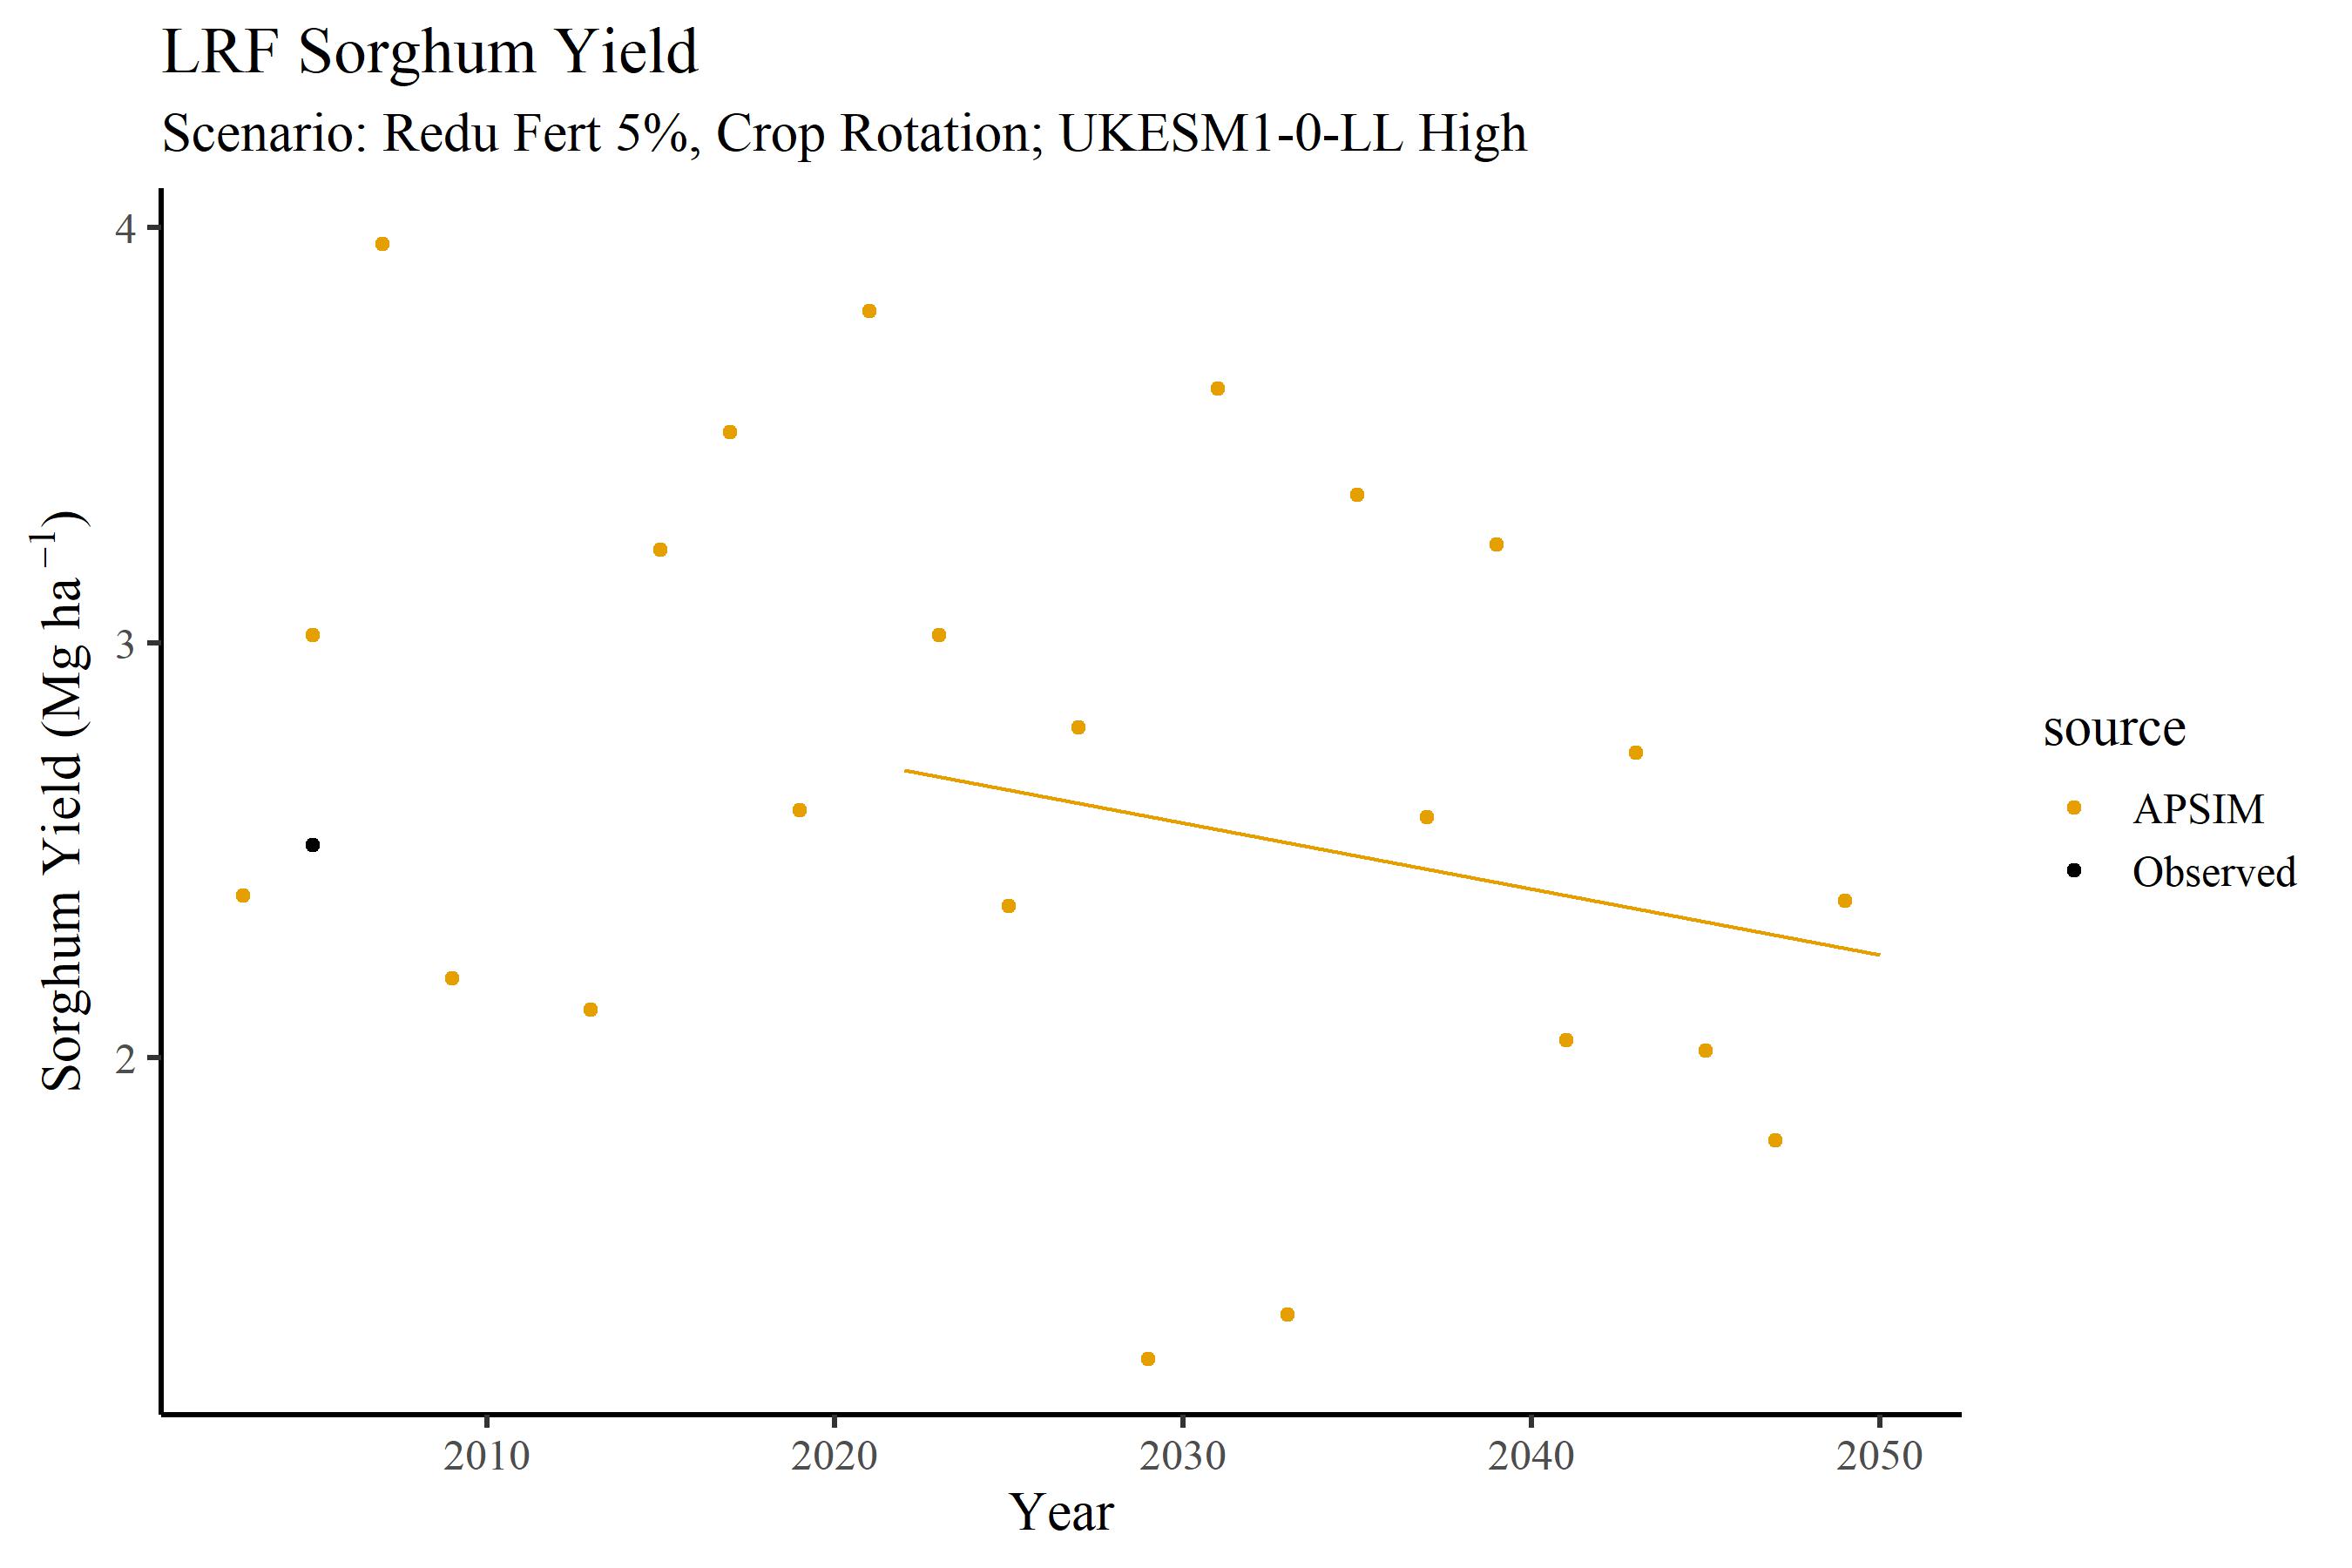 LRF Sorghum Yield
Scenario: Redu Fert 5%, Crop Rotation; UKESM1-0-LL High
Sorghum Yield (Mg ha⁻¹)
4
3
2
2010
2020
2030
2040
2050
Year
source
APSIM
Observed